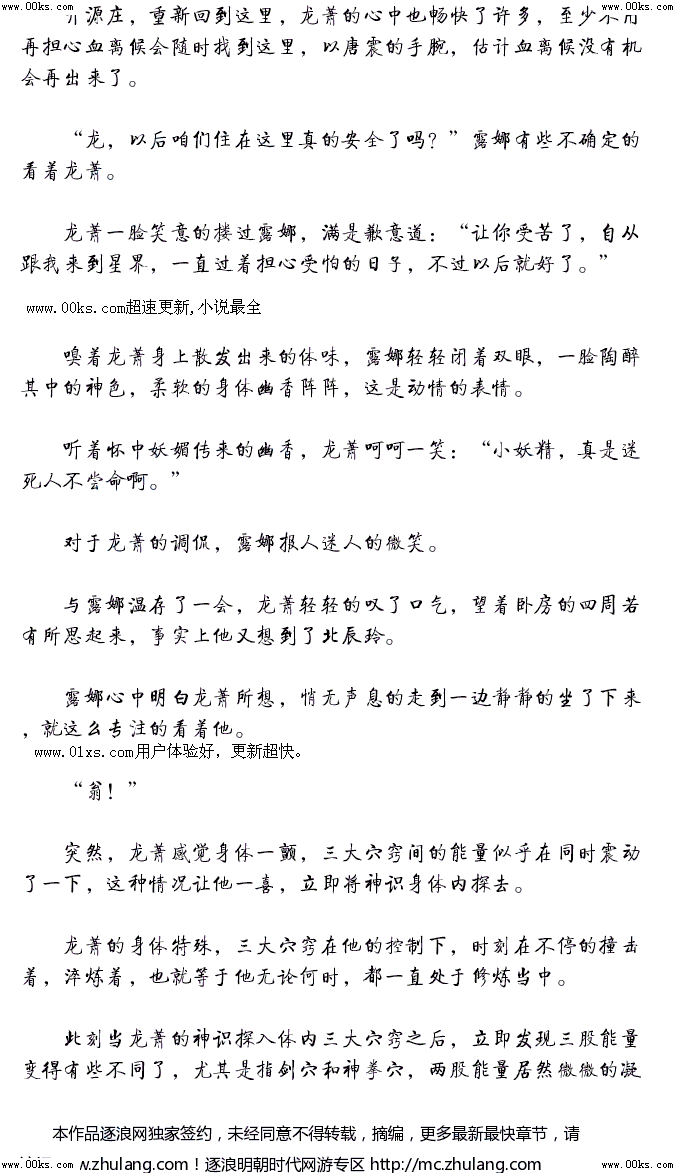 www.00ks.com www.00ks.com
源庄，重新回到这里，龙萧的心中也畅快了许多，至少不用
再担心血离候会随时找到这里，以唐震的手腕，估计血离候没有机
会再出来了。
“龙，以后咱们住在这里真的安全了吗？”露娜有些不确定的
看着龙萧。
龙萧一脸笑意的搂过露娜，满是歉意道：“让你受苦了，自从
跟我来到星界，一直过着担心受怕的日子，不过以后就好了。”
www.00ks.com超速更新,小说最全
嗅着龙萧身上散发出来的体味，露娜轻轻闭着双眼，一脸陶醉
其中的神色，柔软的身体幽香阵阵，这是动情的表情。
听着怀中妖媚传来的幽香，龙萧呵呵一笑：“小妖精，真是迷
死人不尝命啊。”
对于龙萧的调侃，露娜报人迷人的微笑。
与露娜温存了一会，龙萧轻轻的叹了口气，望着卧房的四周若
有所思起来，事实上他又想到了北辰玲。
露娜心中明白龙萧所想，悄无声息的走到一边静静的坐了下来
，就这么专注的看着他。
www.01xs.com用户体验好，更新超快。
“翁！”
突然，龙萧感觉身体一颤，三大穴窍间的能量似乎在同时震动
了一下，这种情况让他一喜，立即将神识身体内探去。
龙萧的身体特殊，三大穴窍在他的控制下，时刻在不停的撞击
着，淬炼着，也就等于他无论何时，都一直处于修炼当中。
此刻当龙萧的神识探入体内三大穴窍之后，立即发现三股能量
变得有些不同了，尤其是指剑穴和神拳穴，两股能量居然微微的凝
本作品逐浪网独家签约，未经同意不得转载，摘编，更多最新最快章节，请
www.zhulang.com！逐浪明朝时代网游专区 http://mc.zhulang.com
www.00ks.com www.00ks.com